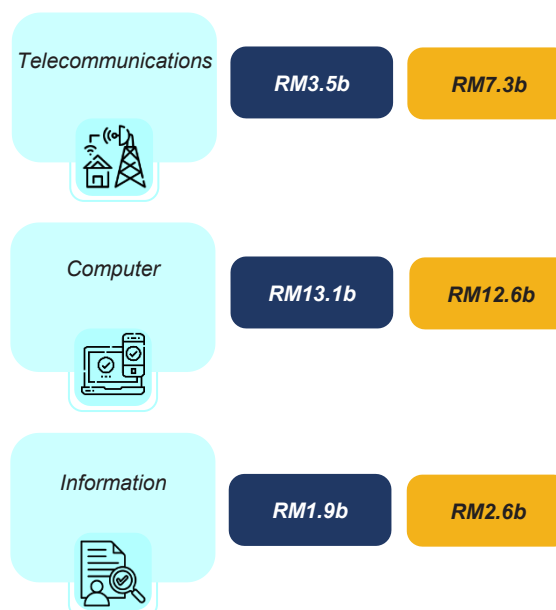 Telecommunications
RM3.5b
RM7.3b
Computer
RM13.1b
RM12.6b
Information
RM1.9b
RM2.6b